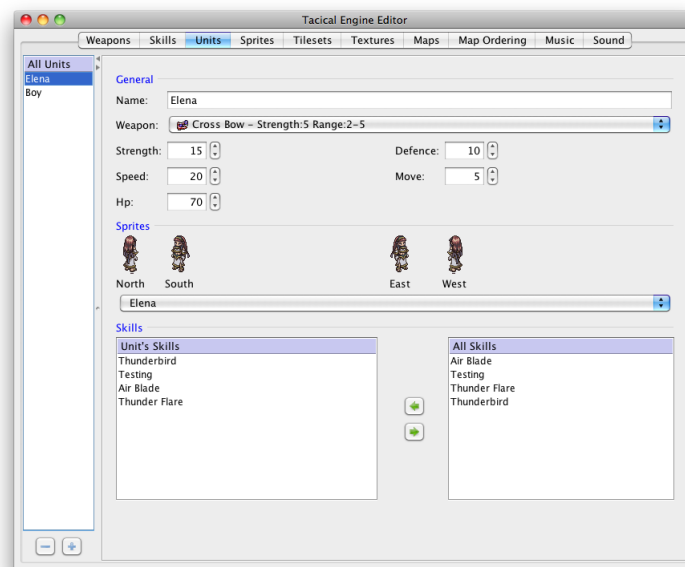 Tacical Engine Editor
Weapons Skills Units Sprites Tilesets Textures Maps Map Ordering Music Sound
All Units
Elena
Boy
General
Name: Elena
Weapon: Cross Bow – Strength:5 Range:2–5
Strength: 15 Defence: 10
Speed: 20 Move: 5
Hp: 70
Sprites
North South East West
Elena
Skills
Unit's Skills
Thunderbird
Testing
Air Blade
Thunder Flare
All Skills
Air Blade
Testing
Thunder Flare
Thunderbird